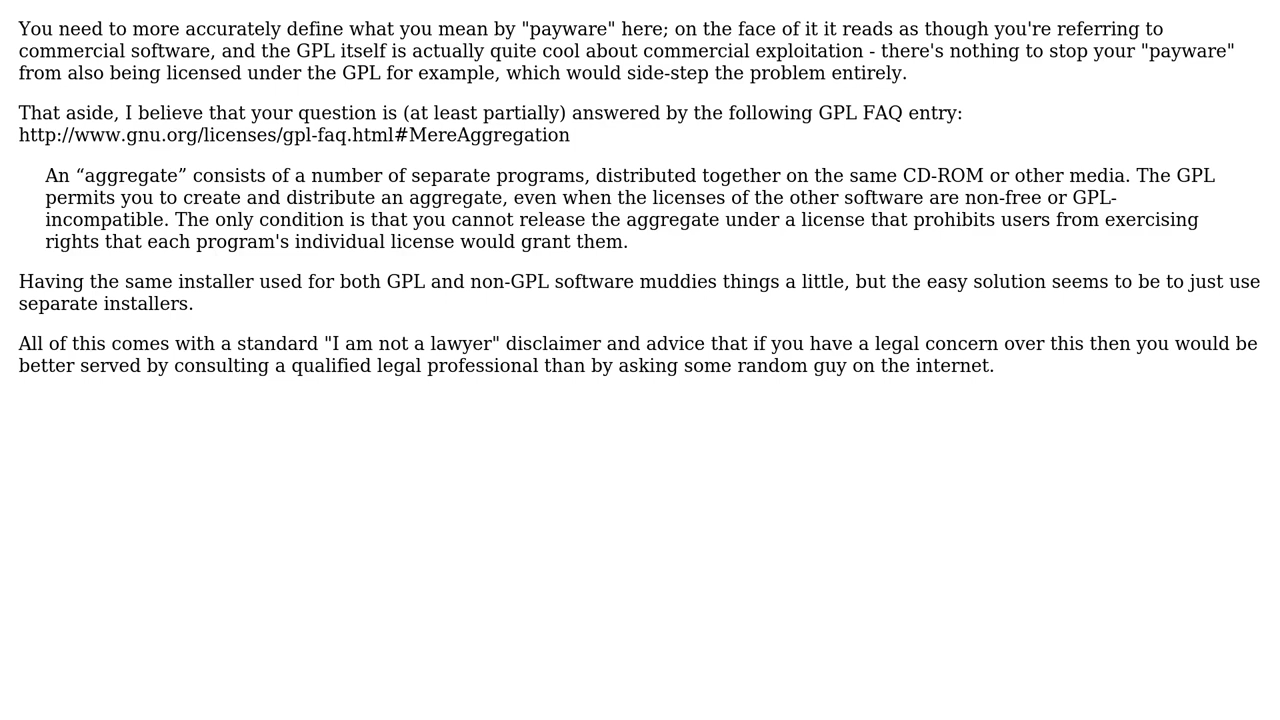 You need to more accurately define what you mean by "payware" here; on the face of it it reads as though you're referring to
commercial software, and the GPL itself is actually quite cool about commercial exploitation - there's nothing to stop your "payware"
from also being licensed under the GPL for example, which would side-step the problem entirely.
That aside, I believe that your question is (at least partially) answered by the following GPL FAQ entry:
http://www.gnu.org/licenses/gpl-faq.html#MereAggregation
An “aggregate” consists of a number of separate programs, distributed together on the same CD-ROM or other media. The GPL
permits you to create and distribute an aggregate, even when the licenses of the other software are non-free or GPL-
incompatible. The only condition is that you cannot release the aggregate under a license that prohibits users from exercising
rights that each program's individual license would grant them.
Having the same installer used for both GPL and non-GPL software muddies things a little, but the easy solution seems to be to just use
separate installers.
All of this comes with a standard "I am not a lawyer" disclaimer and advice that if you have a legal concern over this then you would be
better served by consulting a qualified legal professional than by asking some random guy on the internet.